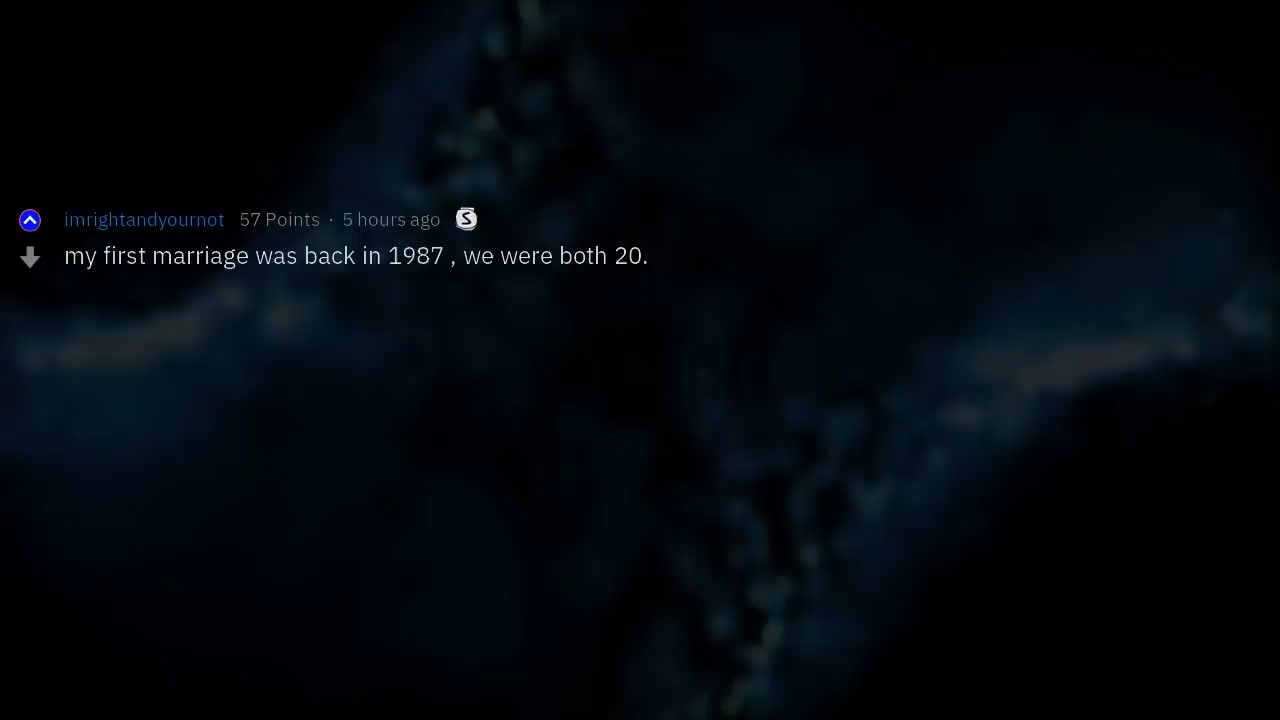 imrightandyournot 57 Points · 5 hours ago S
my first marriage was back in 1987 , we were both 20.